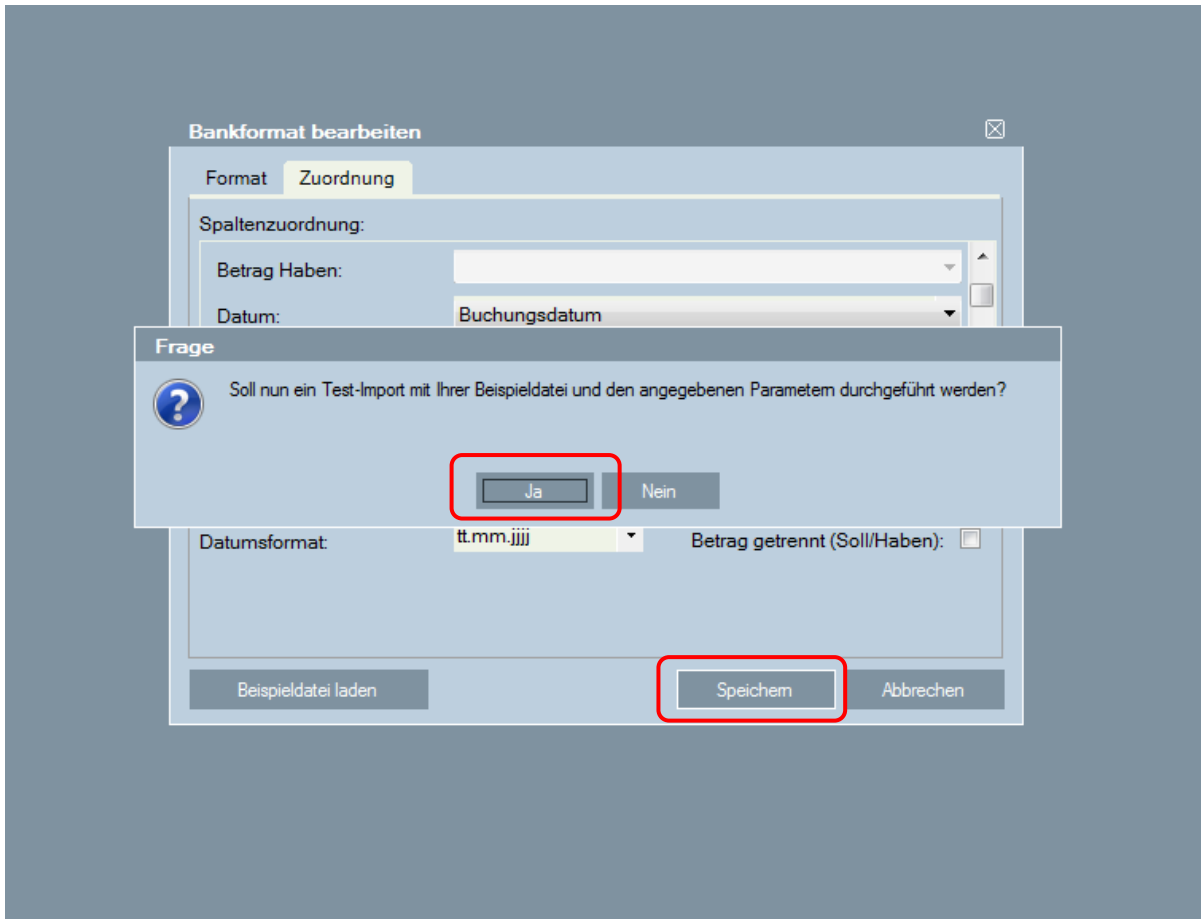 Bankformat bearbeiten
Format Zuordnung
Spaltenzuordnung:
Betrag Haben:
Datum: Buchungsdatum
Frage
Soll nun ein Test-Import mit Ihrer Beispieldatei und den angegebenen Parametern durchgeführt werden?
Ja Nein
Datumsformat: tt.mm.jjjj Betrag getrennt (Soll/Haben):
Beispieldatei laden Speichern Abbrechen